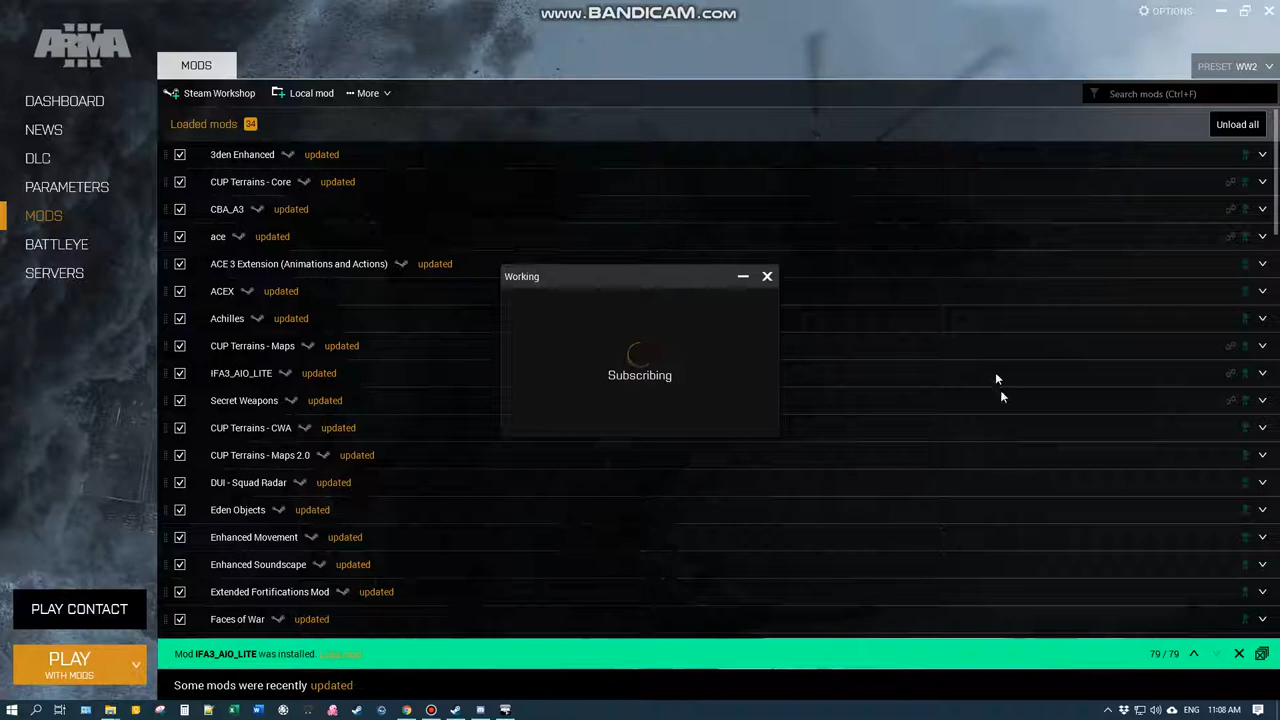 www.BANDICAM.com
OPTIONS
ARMA III
MODS
PRESET WW2
Steam Workshop
Local mod
••• More
Search mods (Ctrl+F)
DASHBOARD
NEWS
DLC
PARAMETERS
MODS
BATTLEYE
SERVERS
Loaded mods 34
Unload all
3den Enhanced updated
CUP Terrains - Core updated
CBA_A3 updated
ace updated
ACE 3 Extension (Animations and Actions) updated
ACEX updated
Achilles updated
CUP Terrains - Maps updated
IFA3_AIO_LITE updated
Secret Weapons updated
CUP Terrains - CWA updated
CUP Terrains - Maps 2.0 updated
DUI - Squad Radar updated
Eden Objects updated
Enhanced Movement updated
Enhanced Soundscape updated
Extended Fortifications Mod updated
Faces of War updated
Working
Subscribing
PLAY CONTACT
PLAY
WITH MODS
Mod IFA3_AIO_LITE was installed.
79 / 79
Some mods were recently updated
ENG
11:08 AM